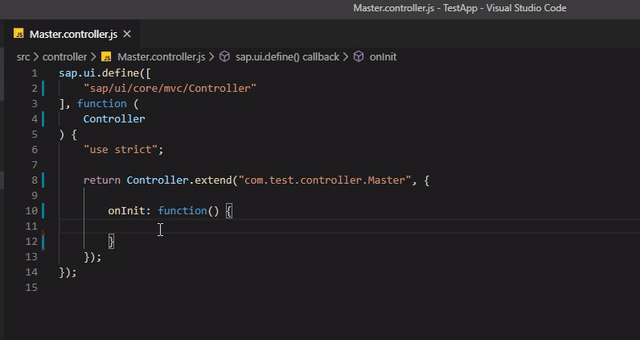 Master.controller.js - TestApp - Visual Studio Code
JS Master.controller.js ×
src > controller > JS Master.controller.js > sap.ui.define() callback > onInit
1 sap.ui.define([
2 "sap/ui/core/mvc/Controller"
3 ], function (
4 Controller
5 ) {
6 "use strict";
7
8 return Controller.extend("com.test.controller.Master", {
9
10 onInit: function() {
11
12 }
13 });
14 });
15